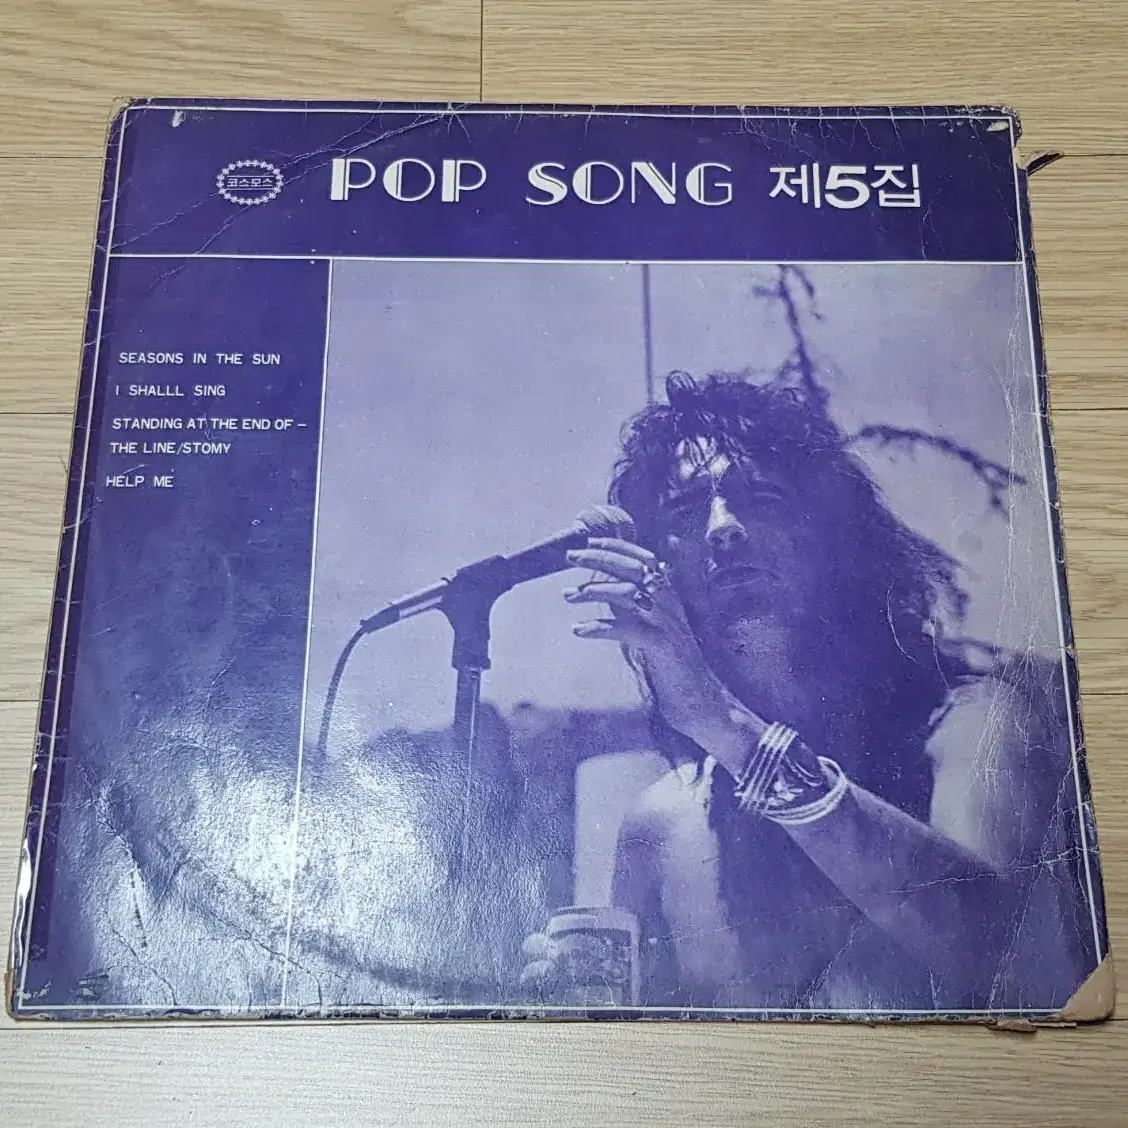 코스모스
POP SONG 제5집
SEASONS IN THE SUN
I SHALLL SING
STANDING AT THE END OF —
THE LINE/STOMY
HELP ME